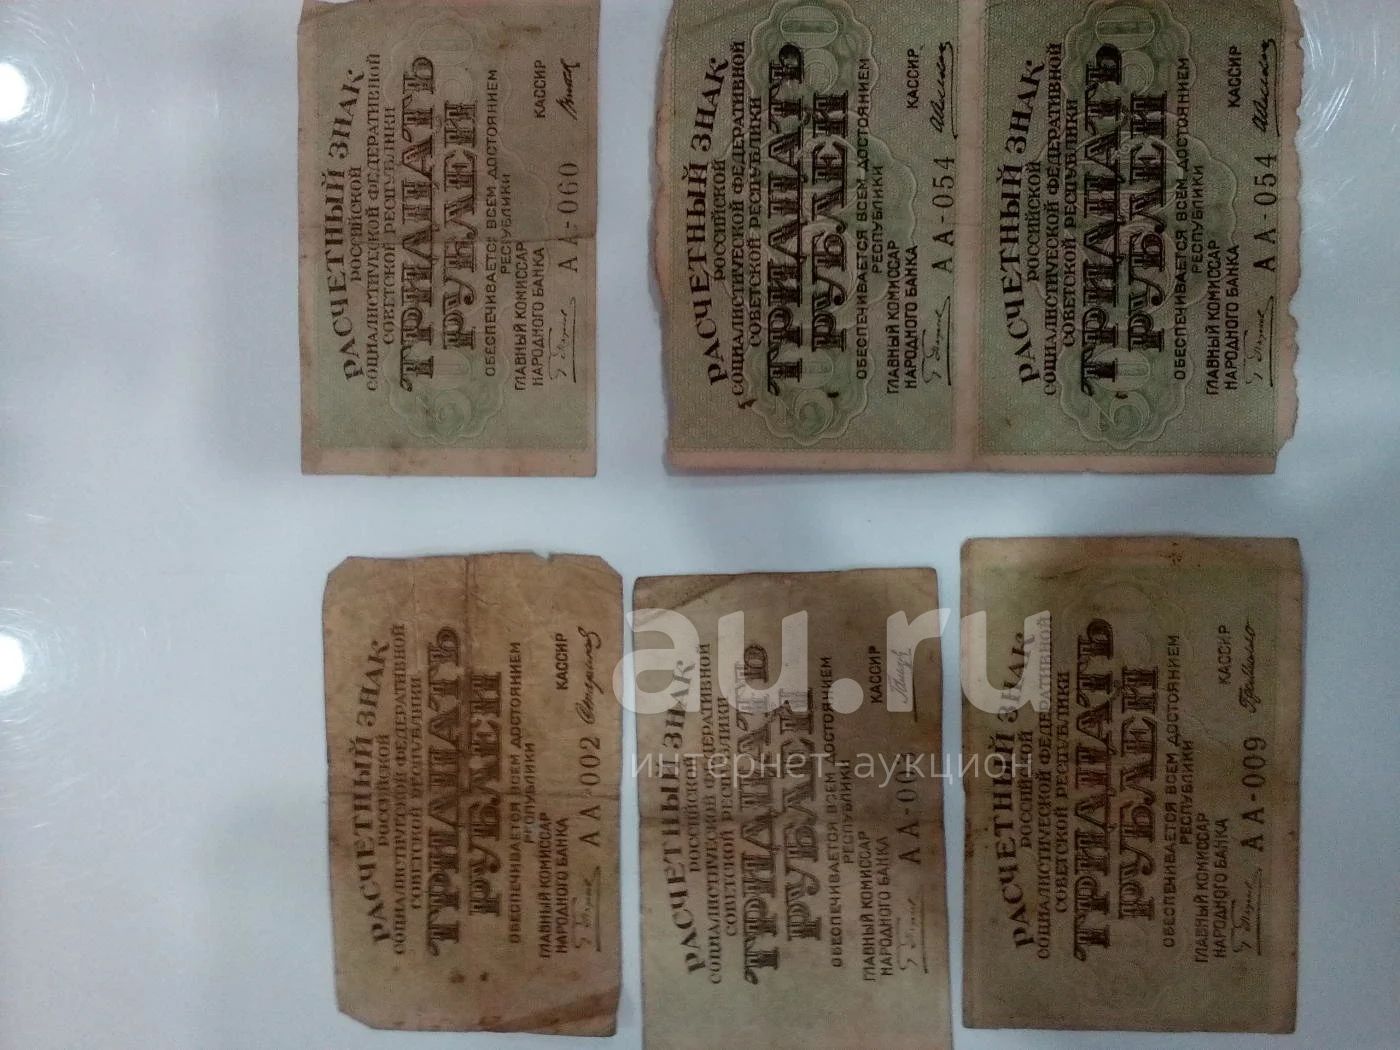 РАСЧЕТНЫЙ ЗНАК
РОССИЙСКОЙ
СОЦИАЛИСТИЧЕСКОЙ ФЕДЕРАТИВНОЙ
СОВЕТСКОЙ РЕСПУБЛИКИ
ТРИДЦАТЬ
РУБЛЕЙ
ОБЕСПЕЧИВАЕТСЯ ВСЕМ ДОСТОЯНИЕМ
РЕСПУБЛИКИ
ГЛАВНЫЙ КОМИССАР
НАРОДНОГО БАНКА
КАССИР
АА-060
РАСЧЕТНЫЙ ЗНАК
РОССИЙСКОЙ
СОЦИАЛИСТИЧЕСКОЙ ФЕДЕРАТИВНОЙ
СОВЕТСКОЙ РЕСПУБЛИКИ
ТРИДЦАТЬ
РУБЛЕЙ
ОБЕСПЕЧИВАЕТСЯ ВСЕМ ДОСТОЯНИЕМ
РЕСПУБЛИКИ
ГЛАВНЫЙ КОМИССАР
НАРОДНОГО БАНКА
КАССИР
АА-054
РАСЧЕТНЫЙ ЗНАК
РОССИЙСКОЙ
СОЦИАЛИСТИЧЕСКОЙ ФЕДЕРАТИВНОЙ
СОВЕТСКОЙ РЕСПУБЛИКИ
ТРИДЦАТЬ
РУБЛЕЙ
30
ОБЕСПЕЧИВАЕТСЯ ВСЕМ ДОСТОЯНИЕМ
РЕСПУБЛИКИ
ГЛАВНЫЙ КОМИССАР
НАРОДНОГО БАНКА
КАССИР
АА-054
РАСЧЕТНЫЙ ЗНАК
РОССИЙСКОЙ
СОЦИАЛИСТИЧЕСКОЙ ФЕДЕРАТИВНОЙ
СОВЕТСКОЙ РЕСПУБЛИКИ
ТРИДЦАТЬ
РУБЛЕЙ
ОБЕСПЕЧИВАЕТСЯ ВСЕМ ДОСТОЯНИЕМ
РЕСПУБЛИКИ
ГЛАВНЫЙ КОМИССАР
НАРОДНОГО БАНКА
КАССИР
АА-002
РАСЧЕТНЫЙ ЗНАК
РОССИЙСКОЙ
СОЦИАЛИСТИЧЕСКОЙ ФЕДЕРАТИВНОЙ
СОВЕТСКОЙ РЕСПУБЛИКИ
ТРИДЦАТЬ
РУБЛЕЙ
ОБЕСПЕЧИВАЕТСЯ ВСЕМ ДОСТОЯНИЕМ
РЕСПУБЛИКИ
ГЛАВНЫЙ КОМИССАР
НАРОДНОГО БАНКА
КАССИР
РАСЧЕТНЫЙ ЗНАК
РОССИЙСКОЙ
СОЦИАЛИСТИЧЕСКОЙ ФЕДЕРАТИВНОЙ
СОВЕТСКОЙ РЕСПУБЛИКИ
ТРИДЦАТЬ
РУБЛЕЙ
ОБЕСПЕЧИВАЕТСЯ ВСЕМ ДОСТОЯНИЕМ
РЕСПУБЛИКИ
ГЛАВНЫЙ КОМИССАР
НАРОДНОГО БАНКА
КАССИР
АА-009
au.ru
интернет аукцион